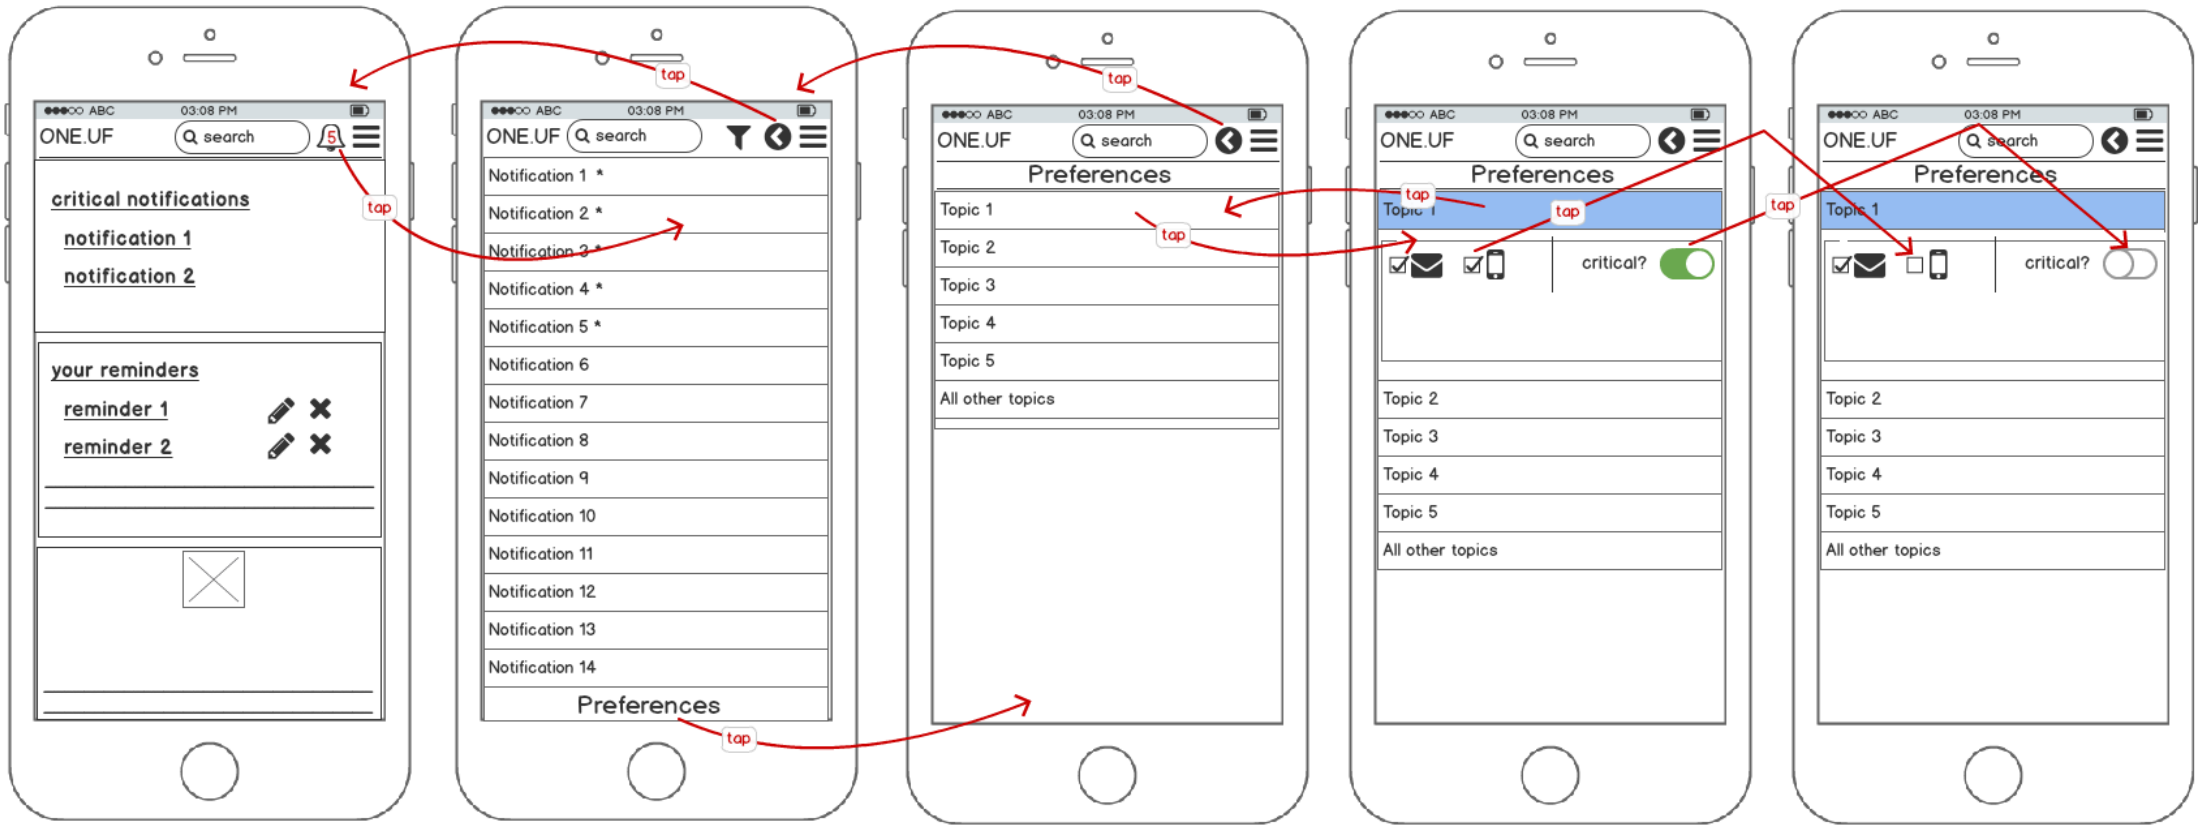 ABC 03:08 PM
ONE.UF search 5
critical notifications
notification 1
notification 2
your reminders
reminder 1
reminder 2
tap
ABC 03:08 PM
ONE.UF search
Notification 1 *
Notification 2 *
Notification 3 *
Notification 4 *
Notification 5 *
Notification 6
Notification 7
Notification 8
Notification 9
Notification 10
Notification 11
Notification 12
Notification 13
Notification 14
Preferences
tap
tap
ABC 03:08 PM
ONE.UF search
Preferences
Topic 1
Topic 2
Topic 3
Topic 4
Topic 5
All other topics
tap
tap
ABC 03:08 PM
ONE.UF search
Preferences
Topic 1
critical?
Topic 2
Topic 3
Topic 4
Topic 5
All other topics
tap
tap
tap
ABC 03:08 PM
ONE.UF search
Preferences
Topic 1
critical?
Topic 2
Topic 3
Topic 4
Topic 5
All other topics